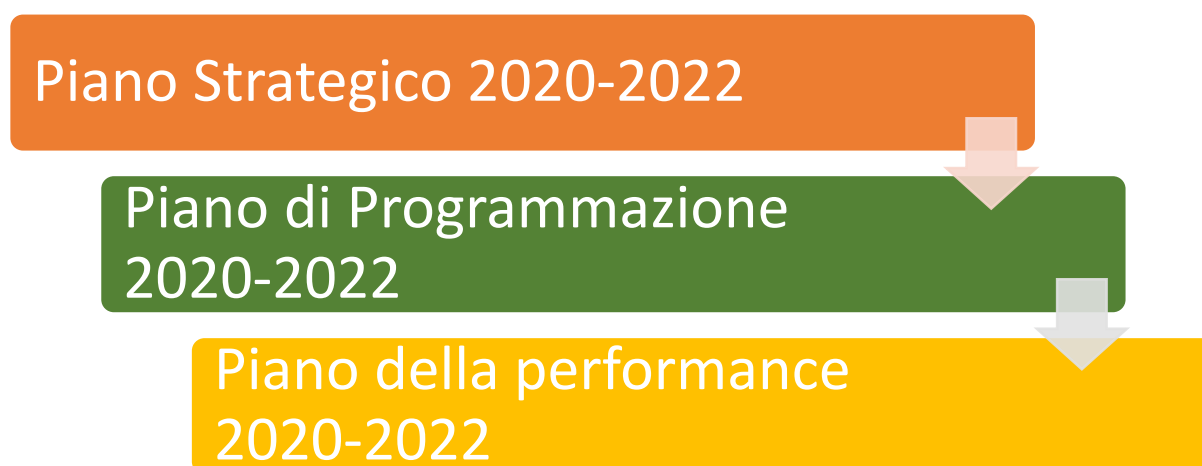 Piano Strategico 2020-2022
Piano di Programmazione
2020-2022
Piano della performance
2020-2022